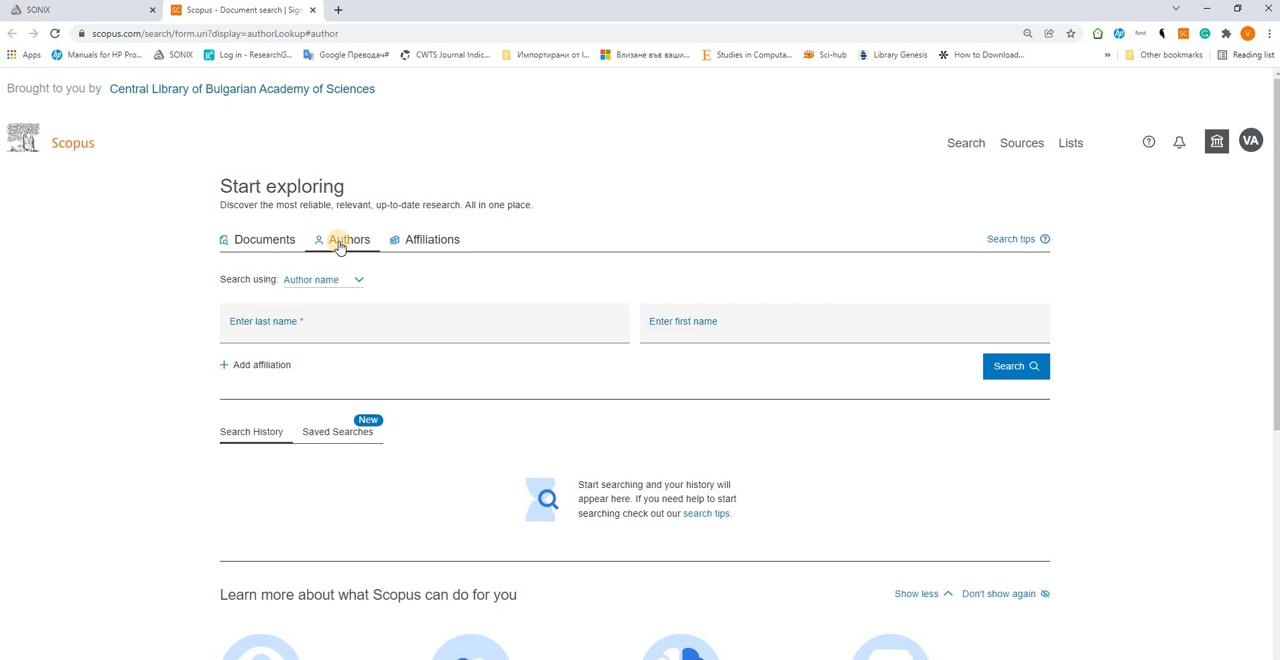 SONIX
Scopus - Document search | Sign
scopus.com/search/form.uri?display=authorLookup#author
Apps Manuals for HP Pro... SONIX Log in - ResearchG... Google Преводач# CWTS Journal Indic... Импортирани от I... Влизане във ваши... Studies in Computa... Sci-hub Library Genesis How to Download... » Other bookmarks Reading list
Brought to you by Central Library of Bulgarian Academy of Sciences
Scopus
Search Sources Lists VA
Start exploring
Discover the most reliable, relevant, up-to-date research. All in one place.
Documents Authors Affiliations Search tips
Search using: Author name
Enter last name * Enter first name
+ Add affiliation Search
New
Search History Saved Searches
Start searching and your history will
appear here. If you need help to start
searching check out our search tips.
Learn more about what Scopus can do for you Show less Don't show again